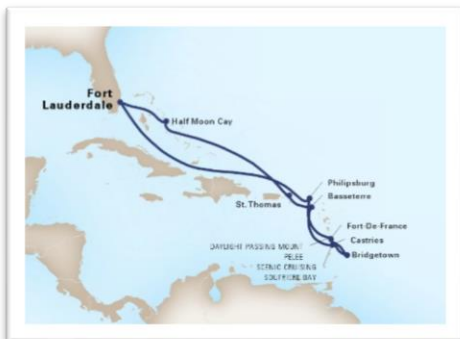 Fort
Lauderdale
Half Moon Cay
Philipsburg
Basseterre
St. Thomas
Fort-De-France
Castries
Bridgetown
DAYLIGHT PASSING MOUNT
PELEE
SCENIC CRUISING
SOUFRIERE BAY